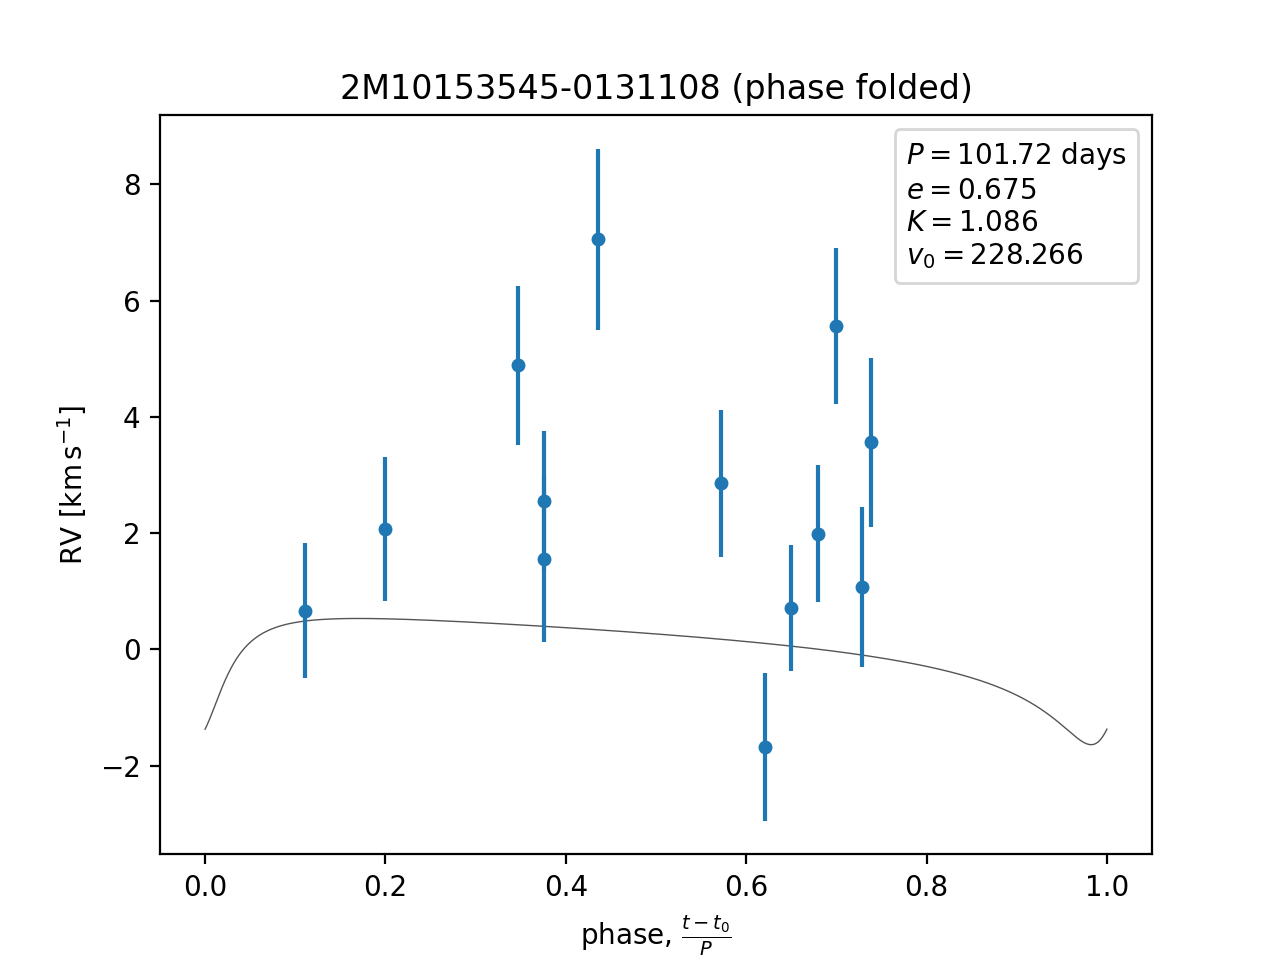 2M10153545-0131108 (phase folded)
P = 101.72 days
e = 0.675
K = 1.086
v₀ = 228.266
8
6
4
2
0
−2
RV [km s⁻¹]
0.0 0.2 0.4 0.6 0.8 1.0
phase, (t − t₀)/P